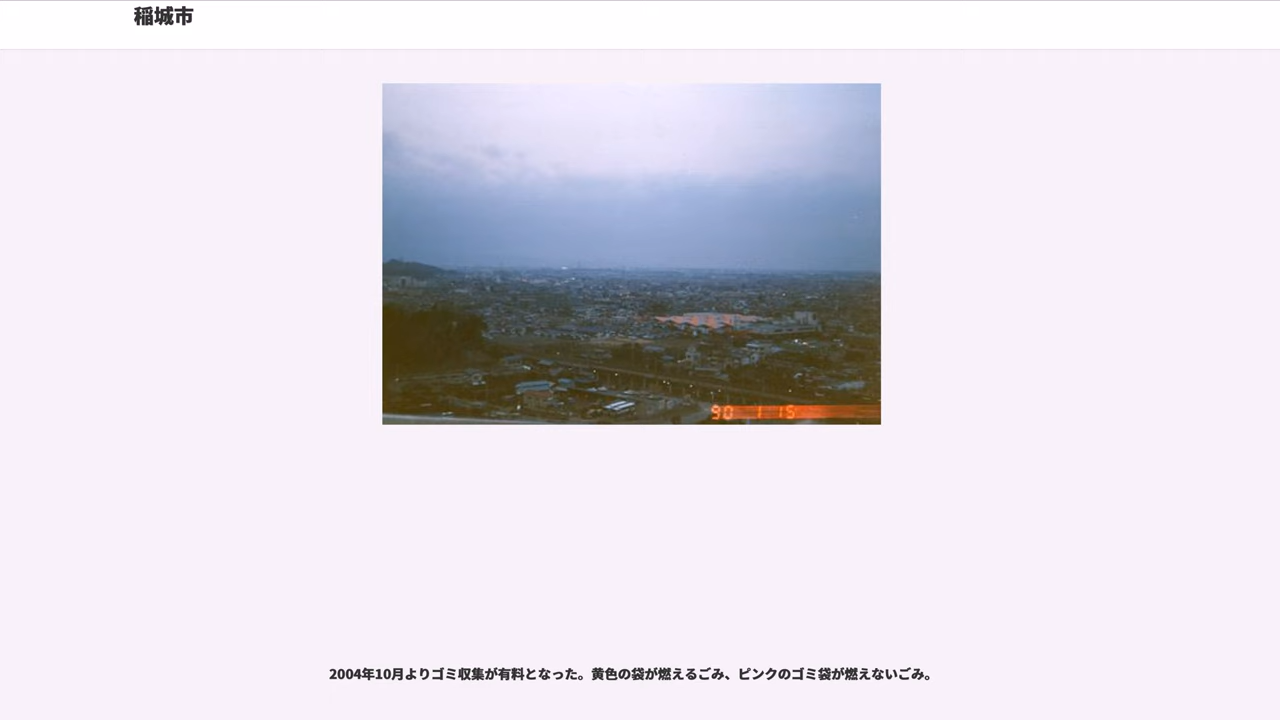 稲城市
90 1 15
2004年10月よりゴミ収集が有料となった。黄色の袋が燃えるごみ、ピンクのゴミ袋が燃えないごみ。